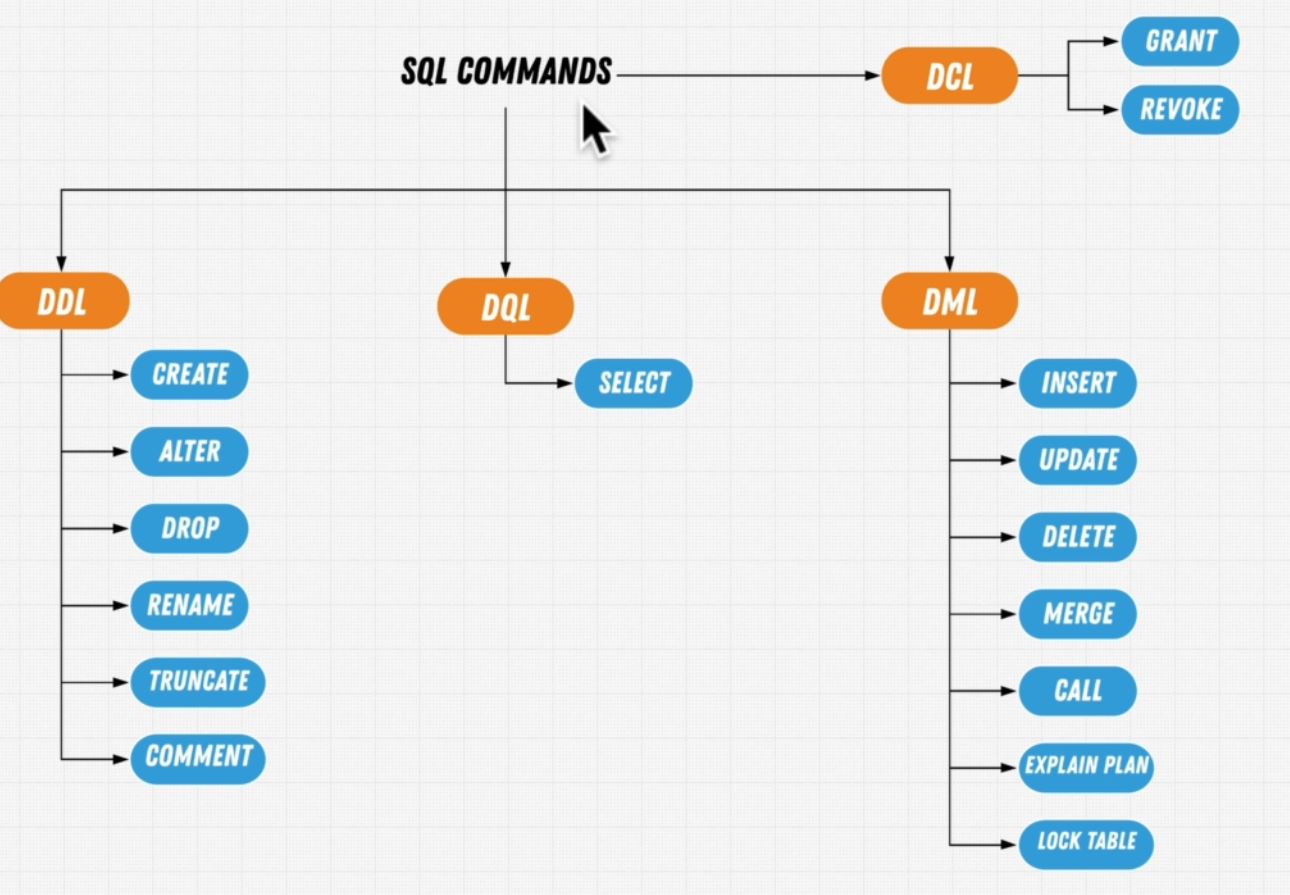 SQL COMMANDS
DCL
GRANT
REVOKE
DDL
CREATE
ALTER
DROP
RENAME
TRUNCATE
COMMENT
DQL
SELECT
DML
INSERT
UPDATE
DELETE
MERGE
CALL
EXPLAIN PLAN
LOCK TABLE